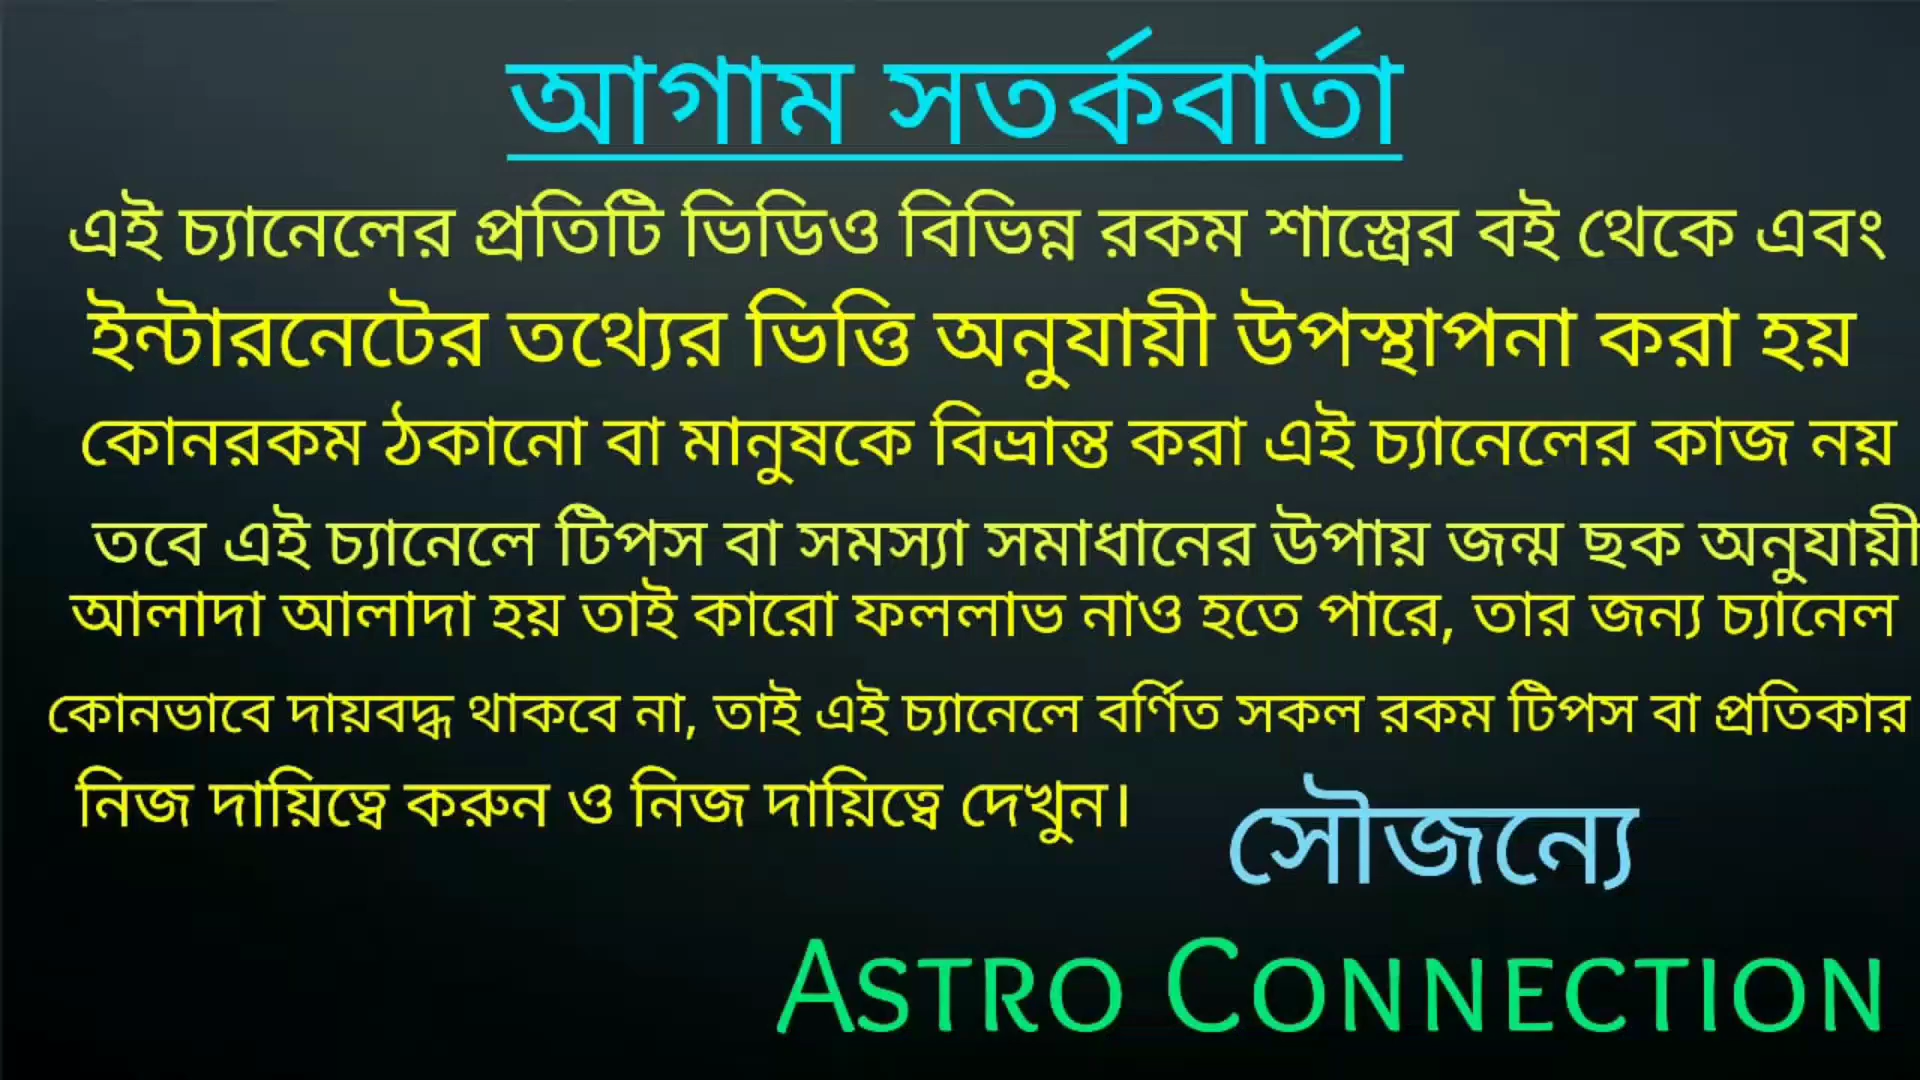 আগাম সতর্কবার্তা
এই চ্যানেলের প্রতিটি ভিডিও বিভিন্ন রকম শাস্ত্রের বই থেকে এবং
ইন্টারনেটের তথ্যের ভিত্তি অনুযায়ী উপস্থাপনা করা হয়
কোনরকম ঠকানো বা মানুষকে বিভ্রান্ত করা এই চ্যানেলের কাজ নয়
তবে এই চ্যানেলে টিপস বা সমস্যা সমাধানের উপায় জন্ম ছক অনুযায়ী
আলাদা আলাদা হয় তাই কারো ফললাভ নাও হতে পারে, তার জন্য চ্যানেল
কোনভাবে দায়বদ্ধ থাকবে না, তাই এই চ্যানেলে বর্ণিত সকল রকম টিপস বা প্রতিকার
নিজ দায়িত্বে করুন ও নিজ দায়িত্বে দেখুন।
সৌজন্যে
ASTRO CONNECTION